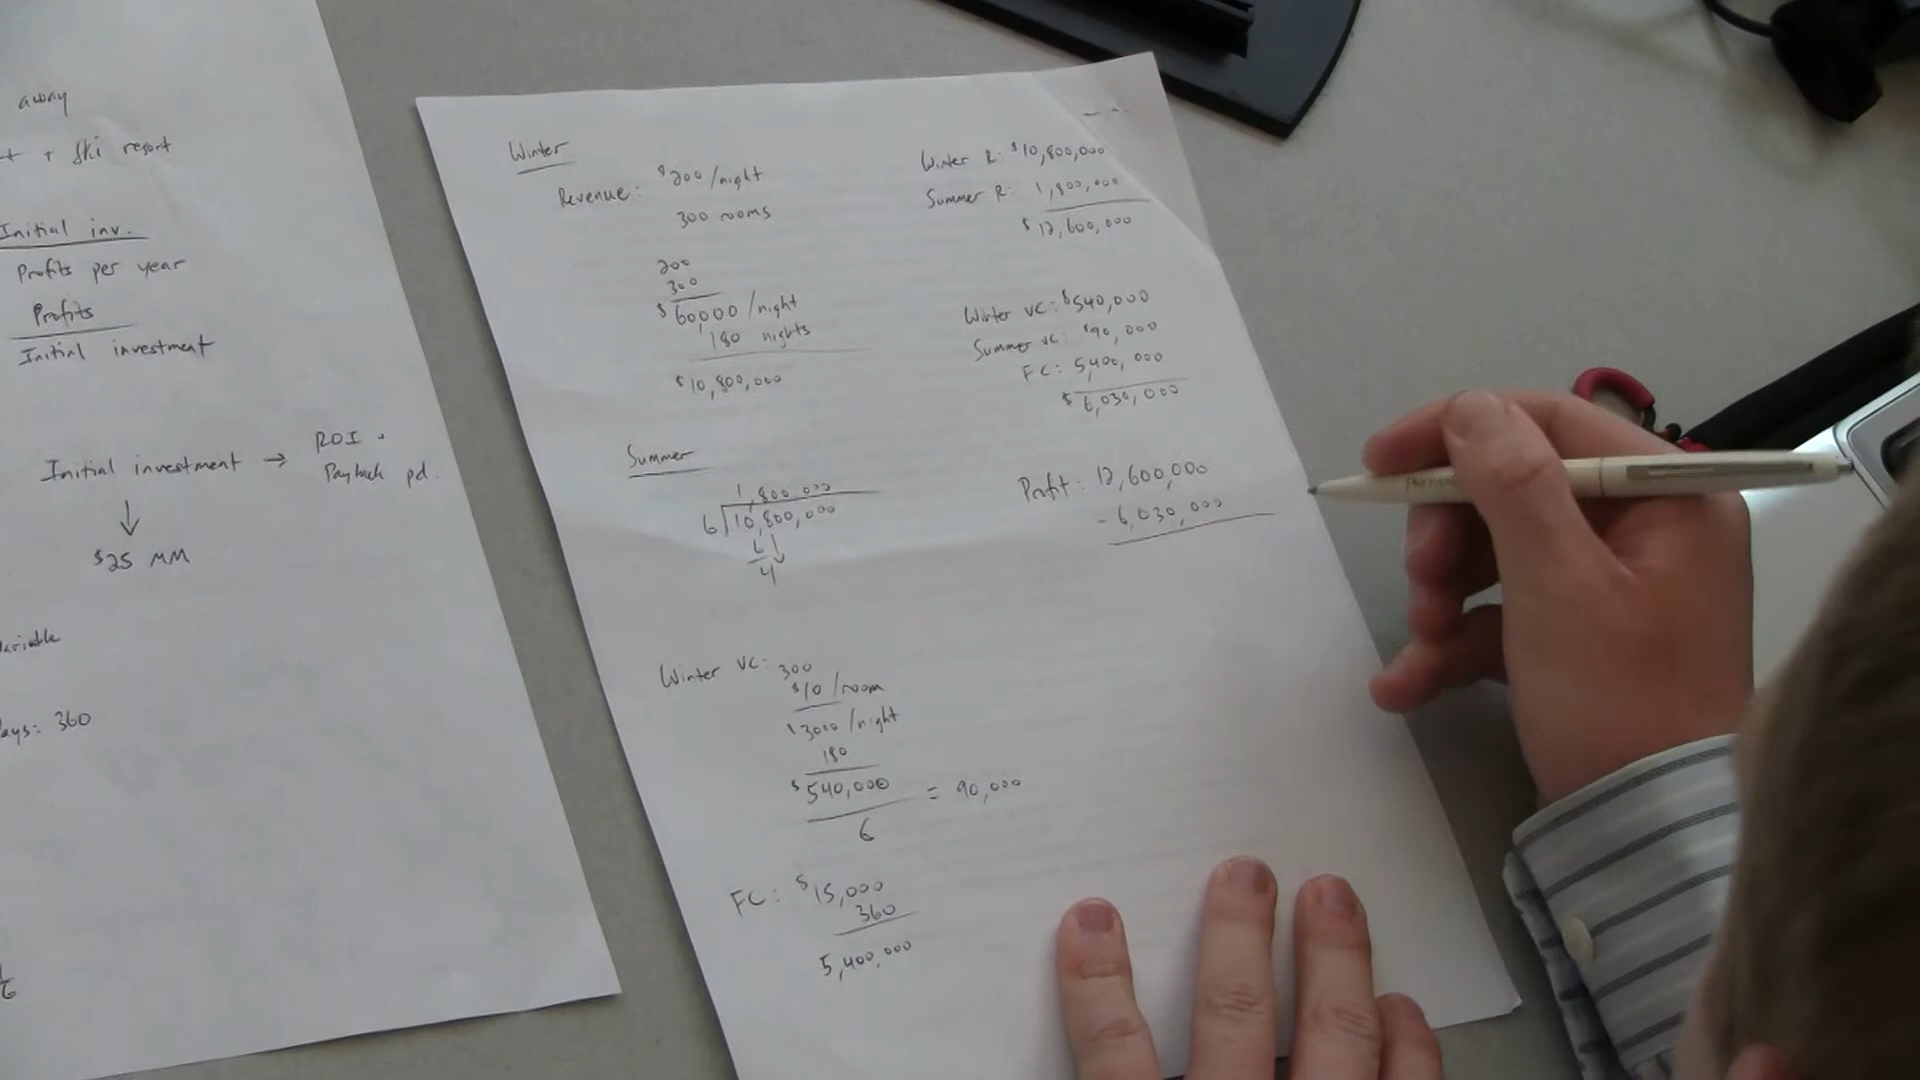 away
+ Ski resort
Initial inv.
Profits per year
Profits
Initial investment
Initial investment → ROI
Payback pd.
↓
$25 MM
ariable
ays: 360
Winter
Revenue: $200/night
300 rooms
200
300
$60000/night
180 nights
$10,800,000
Summer
1,800,000
6 10,800,000
6↓
4
Winter VC: 300
$10/room
$3000/night
180
$540,000 = 90,000
6
FC: $15,000
360
5,400,000
Winter R: $10,800,000
Summer R: 1,800,000
$12,600,000
Winter VC: $540,000
Summer VC: $90,000
FC: 5,400,000
$6,030,000
Profit: 12,600,000
- 6,030,000